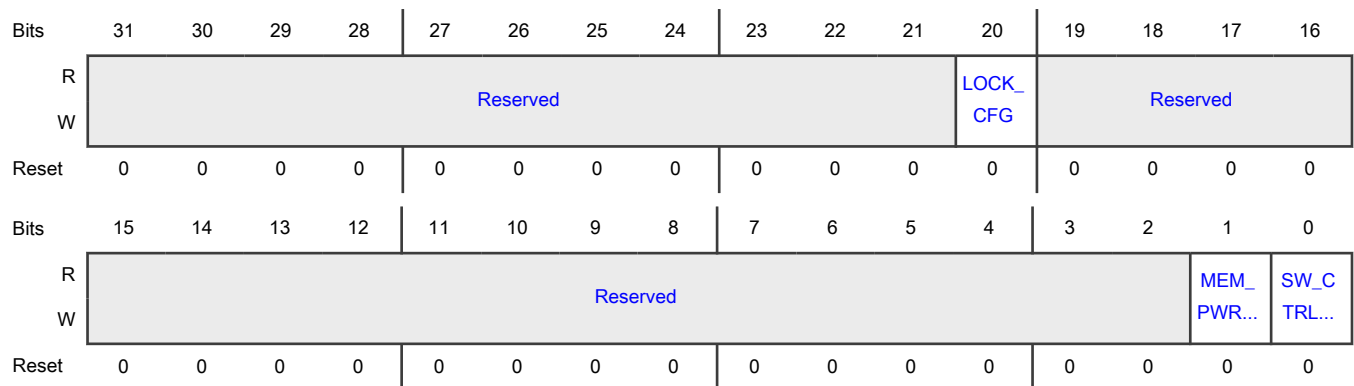 Bits 31 30 29 28 27 26 25 24 23 22 21 20 19 18 17 16
R
Reserved LOCK_ Reserved
W CFG
Reset 0 0 0 0 0 0 0 0 0 0 0 0 0 0 0 0
Bits 15 14 13 12 11 10 9 8 7 6 5 4 3 2 1 0
R
Reserved MEM_ SW_C
W PWR... TRL...
Reset 0 0 0 0 0 0 0 0 0 0 0 0 0 0 0 0